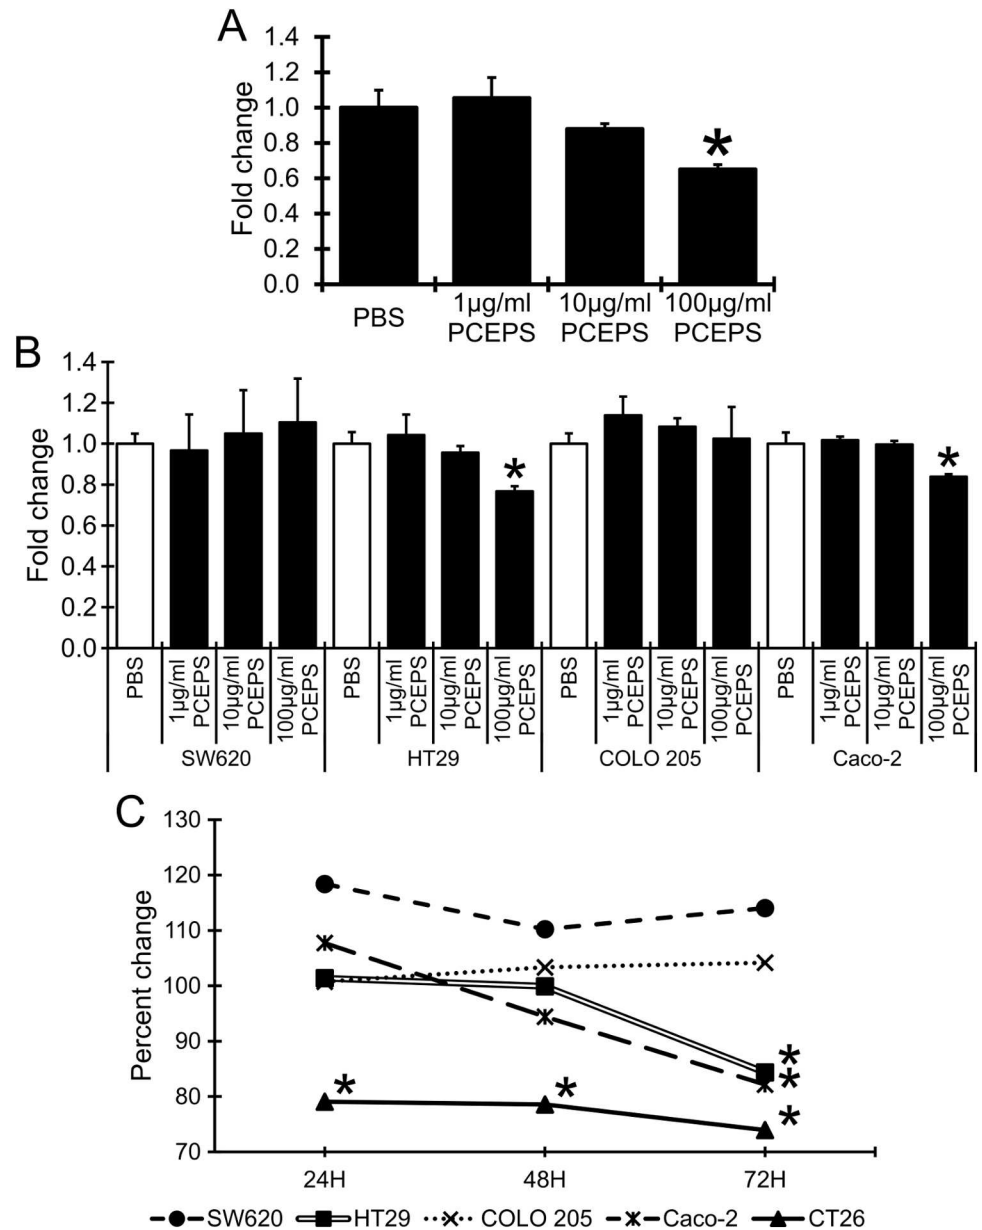 A
1.4
1.2
1.0
0.8
0.6
0.4
0.2
0.0
Fold change
*
PBS
1µg/ml
PCEPS
10µg/ml
PCEPS
100µg/ml
PCEPS
B
1.4
1.2
1.0
0.8
0.6
0.4
0.2
0.0
Fold change
*
*
PBS
1µg/ml
PCEPS
10µg/ml
PCEPS
100µg/ml
PCEPS
PBS
1µg/ml
PCEPS
10µg/ml
PCEPS
100µg/ml
PCEPS
PBS
1µg/ml
PCEPS
10µg/ml
PCEPS
100µg/ml
PCEPS
PBS
1µg/ml
PCEPS
10µg/ml
PCEPS
100µg/ml
PCEPS
SW620 HT29 COLO 205 Caco-2
C
130
120
110
100
90
80
70
Percent change
* * * * *
24H 48H 72H
SW620 HT29 COLO 205 Caco-2 CT26